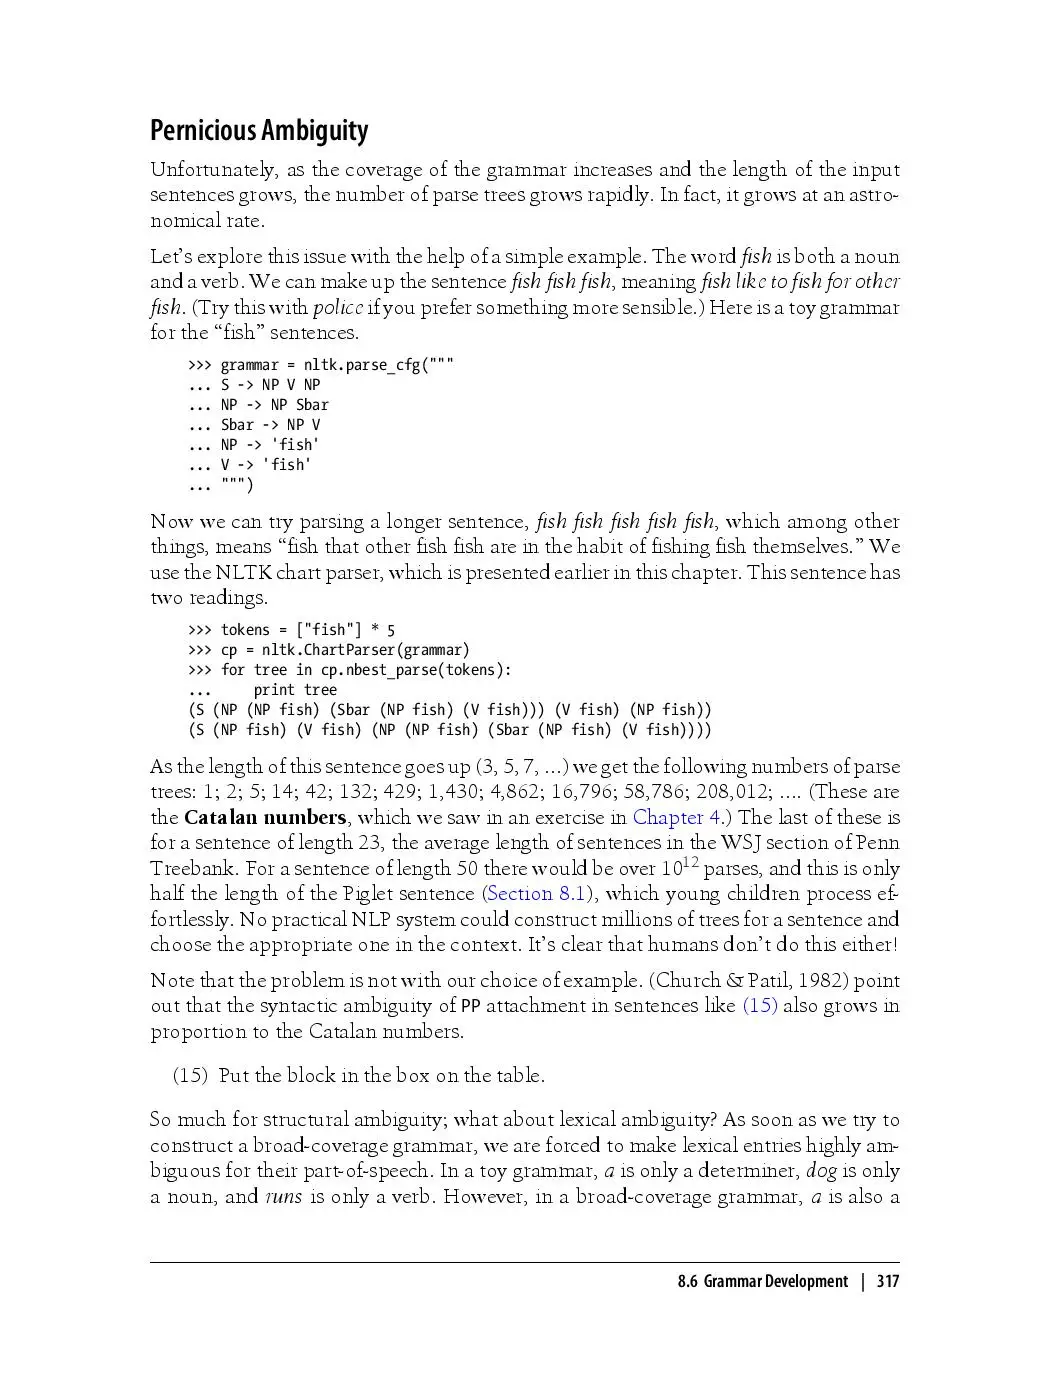 Pernicious Ambiguity
Unfortunately, as the coverage of the grammar increases and the length of the input
sentences grows, the number of parse trees grows rapidly. In fact, it grows at an astro-
nomical rate.
Let’s explore this issue with the help of a simple example. The word fish is both a noun
and a verb. We can make up the sentence fish fish fish, meaning fish like to fish for other
fish. (Try this with police if you prefer something more sensible.) Here is a toy grammar
for the “fish” sentences.
>>> grammar = nltk.parse_cfg("""
... S -> NP V NP
... NP -> NP Sbar
... Sbar -> NP V
... NP -> 'fish'
... V -> 'fish'
... """)
Now we can try parsing a longer sentence, fish fish fish fish fish, which among other
things, means “fish that other fish fish are in the habit of fishing fish themselves.” We
use the NLTK chart parser, which is presented earlier in this chapter. This sentence has
two readings.
>>> tokens = ["fish"] * 5
>>> cp = nltk.ChartParser(grammar)
>>> for tree in cp.nbest_parse(tokens):
...     print tree
(S (NP (NP fish) (Sbar (NP fish) (V fish))) (V fish) (NP fish))
(S (NP fish) (V fish) (NP (NP fish) (Sbar (NP fish) (V fish))))
As the length of this sentence goes up (3, 5, 7, ...) we get the following numbers of parse
trees: 1; 2; 5; 14; 42; 132; 429; 1,430; 4,862; 16,796; 58,786; 208,012; .... (These are
the Catalan numbers, which we saw in an exercise in Chapter 4.) The last of these is
for a sentence of length 23, the average length of sentences in the WSJ section of Penn
Treebank. For a sentence of length 50 there would be over 10¹² parses, and this is only
half the length of the Piglet sentence (Section 8.1), which young children process ef-
fortlessly. No practical NLP system could construct millions of trees for a sentence and
choose the appropriate one in the context. It’s clear that humans don’t do this either!
Note that the problem is not with our choice of example. (Church & Patil, 1982) point
out that the syntactic ambiguity of PP attachment in sentences like (15) also grows in
proportion to the Catalan numbers.
(15) Put the block in the box on the table.
So much for structural ambiguity; what about lexical ambiguity? As soon as we try to
construct a broad-coverage grammar, we are forced to make lexical entries highly am-
biguous for their part-of-speech. In a toy grammar, a is only a determiner, dog is only
a noun, and runs is only a verb. However, in a broad-coverage grammar, a is also a
8.6 Grammar Development | 317